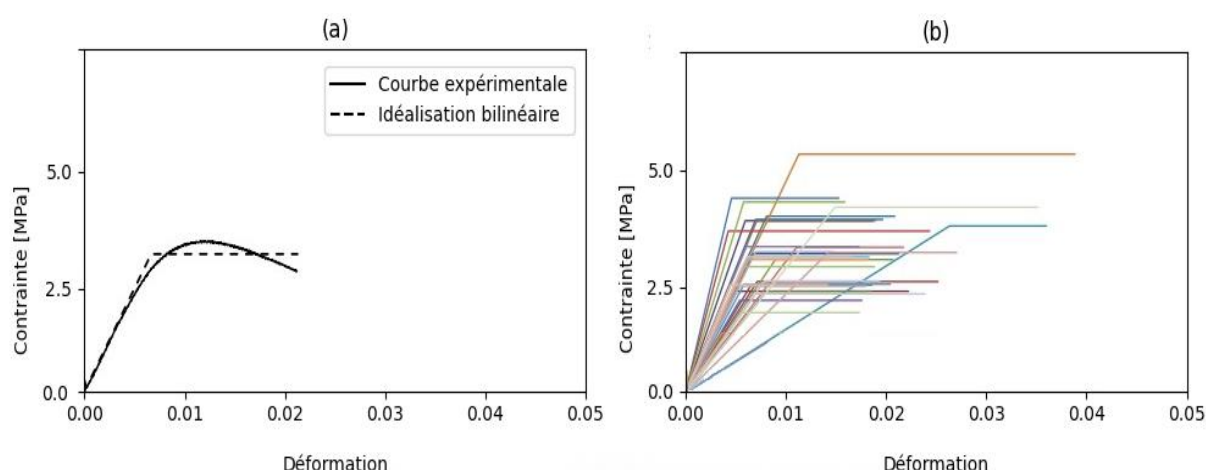 (a)
Contrainte [MPa]
5.0
2.5
0.0
0.00
0.01
0.02
0.03
0.04
0.05
Déformation
Courbe expérimentale
Idéalisation bilinéaire
(b)
Contrainte [MPa]
5.0
2.5
0.0
0.00
0.01
0.02
0.03
0.04
0.05
Déformation